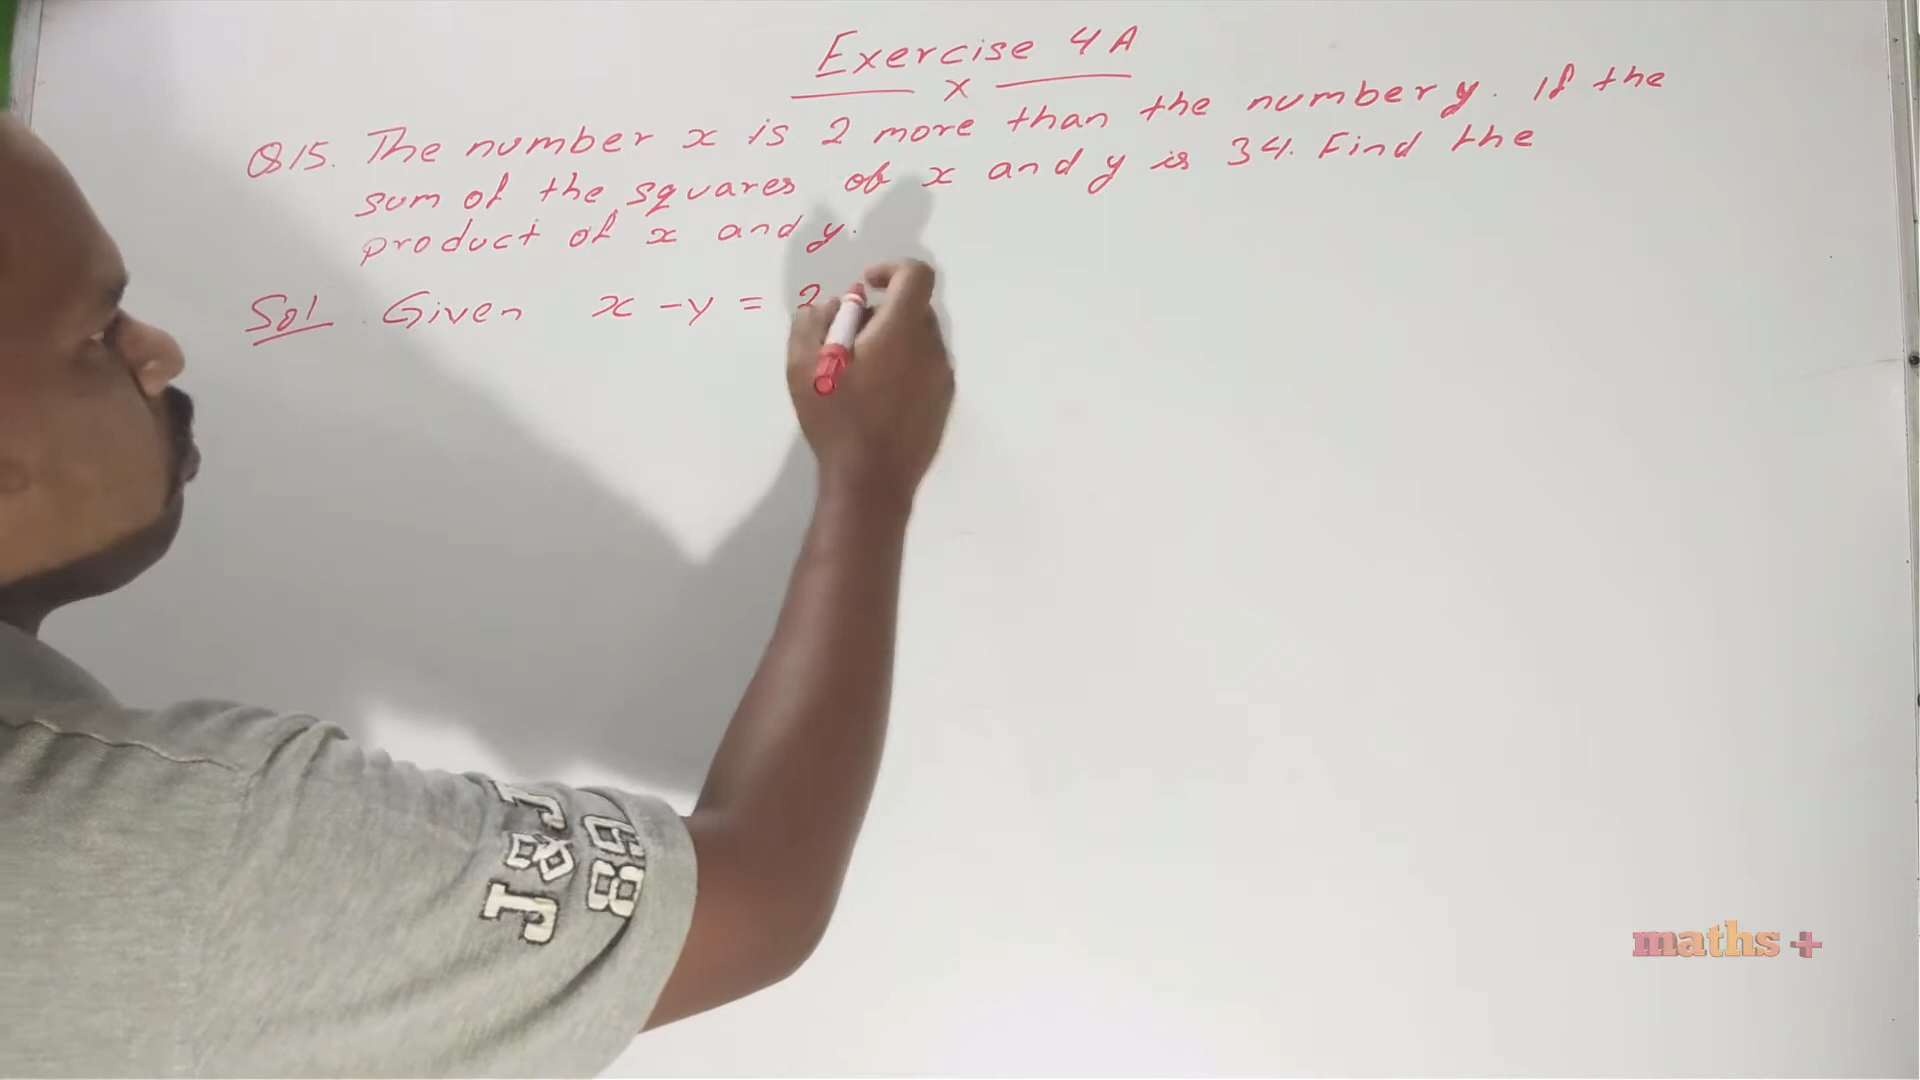 Exercise 4A
x
Q15. The number x is 2 more than the number y. If the
sum of the squares of x and y is 34. Find the
product of x and y.
Sol Given x - y = 2
J&J
68
maths +